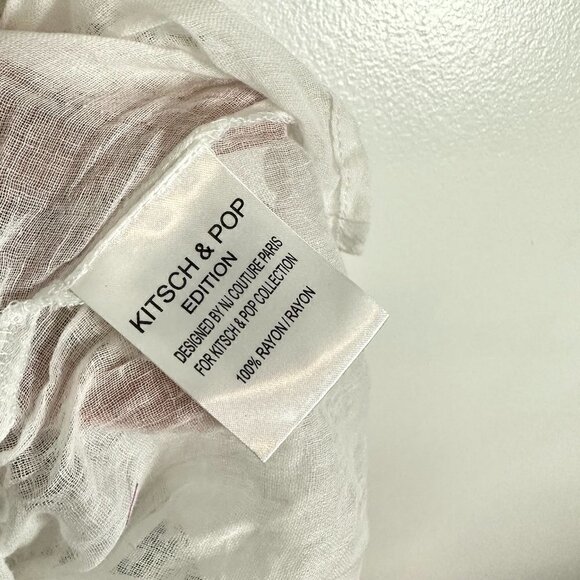 KITSCH & POP
EDITION
DESIGNED BY NJ COUTURE PARIS
FOR KITSCH & POP COLLECTION
100% RAYON/RAYON